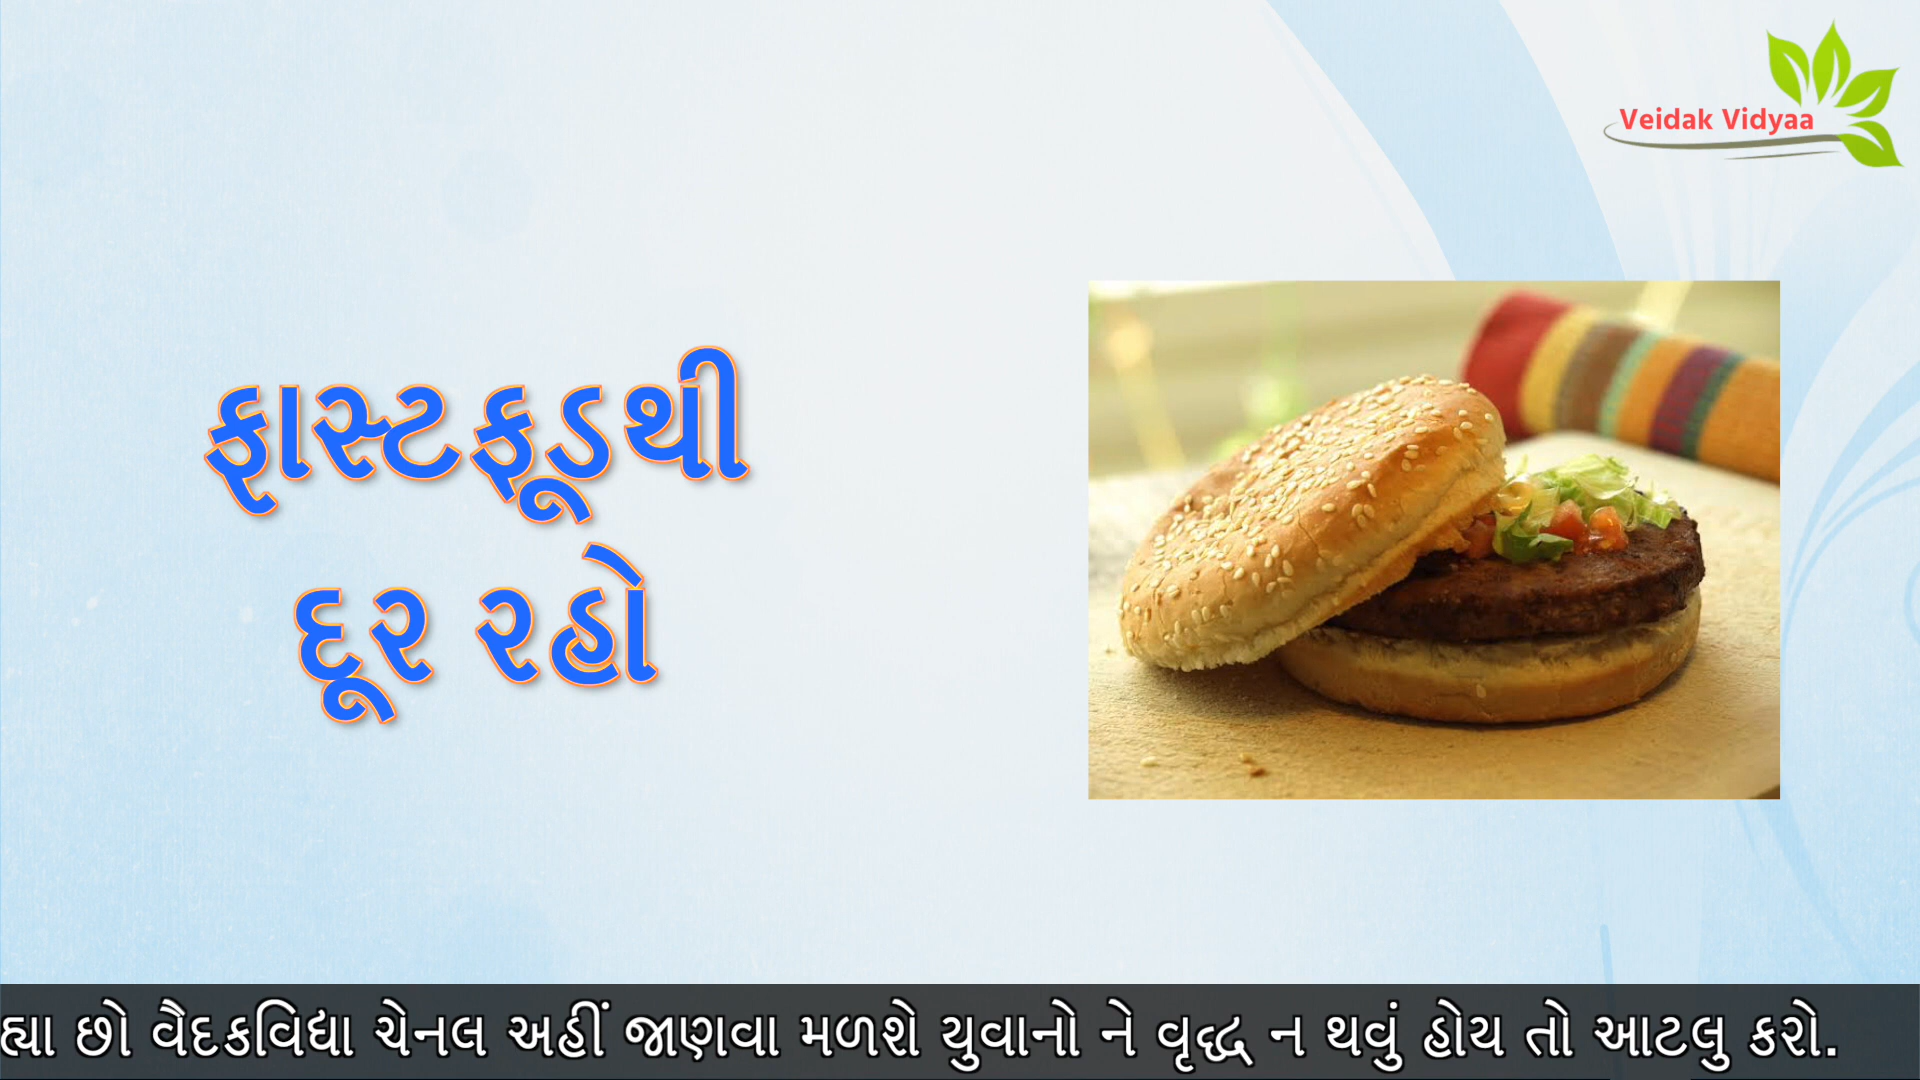 Veidak Vidyaa
ફાસ્ટફૂડથી
દૂર રહો
હ્યા છો વૈદકવિદ્યા ચેનલ અહીં જાણવા મળશે યુવાનો ને વૃદ્ધ ન થવું હોય તો આટલુ કરો.